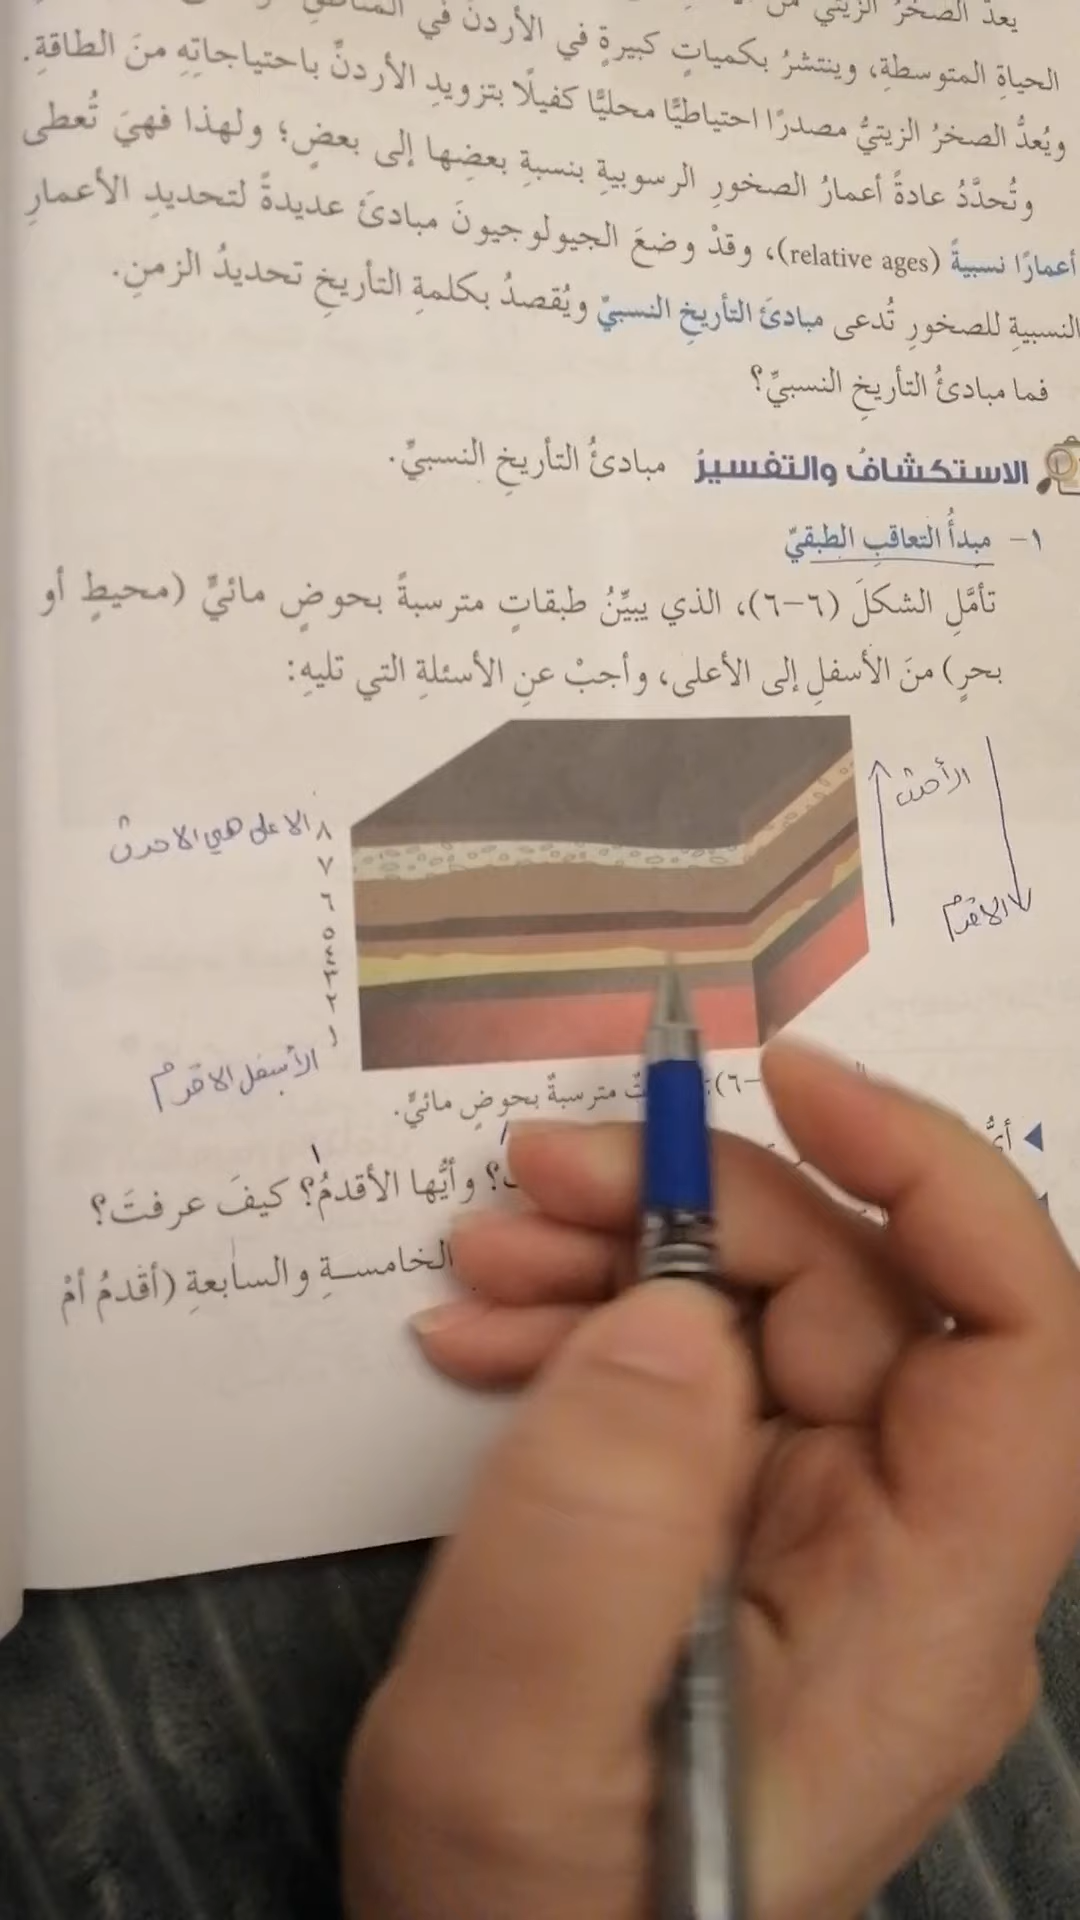 يعدُّ الصخرُ الزيتي من
الحياةِ المتوسطةِ، وينتشرُ بكمياتٍ كبيرةٍ في الأردنِّ في
ويُعدُّ الصخرُ الزيتيُّ مصدرًا احتياطيًّا محليًّا كفيلًا بتزويدِ الأردنِّ باحتياجاتِهِ منَ الطاقةِ.
وتُحدَّدُ عادةً أعمارُ الصخورِ الرسوبيةِ بنسبةِ بعضِها إلى بعضٍ؛ ولهذا فهيَ تُعطى
أعمارًا نسبيةً (relative ages)، وقدْ وضعَ الجيولوجيونَ مبادئَ عديدةً لتحديدِ الأعمارِ
النسبيةِ للصخورِ تُدعى مبادئَ التأريخِ النسبيِّ ويُقصدُ بكلمةِ التأريخِ تحديدُ الزمنِ.
فما مبادئُ التأريخِ النسبيِّ؟
الاستكشافُ والتفسيرُ مبادئُ التأريخِ النسبيِّ.
١- مبدأُ التعاقبِ الطبقيِّ
تأمَّلِ الشكلَ (٦-٦)، الذي يبيِّنُ طبقاتٍ مترسبةً بحوضٍ مائيٍّ (محيطٍ أو
بحرٍ) منَ الأسفلِ إلى الأعلى، وأجبْ عنِ الأسئلةِ التي تليهِ:
الأحدث
الاقدم
الاعلى هي الاحدث
٨
٧
٦
٥
٤
٣
٢
١
الأسفل الاقدم
مترسبةٌ بحوضٍ مائيٍّ.
١
وأيُّها الأقدمُ؟ كيفَ عرفتَ؟
الخامسـةِ والسابعةِ (أقدمُ أمْ